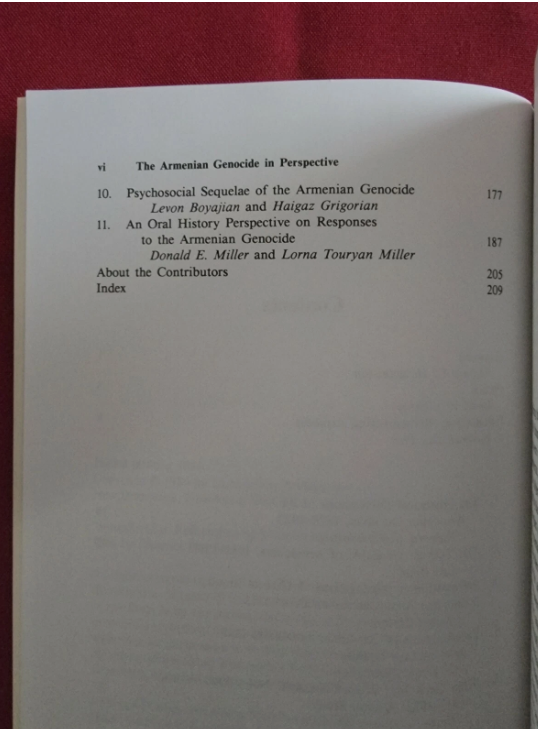 vi The Armenian Genocide in Perspective
10. Psychosocial Sequelae of the Armenian Genocide 177
Levon Boyajian and Haigaz Grigorian
11. An Oral History Perspective on Responses
to the Armenian Genocide 187
Donald E. Miller and Lorna Touryan Miller
About the Contributors 205
Index 209